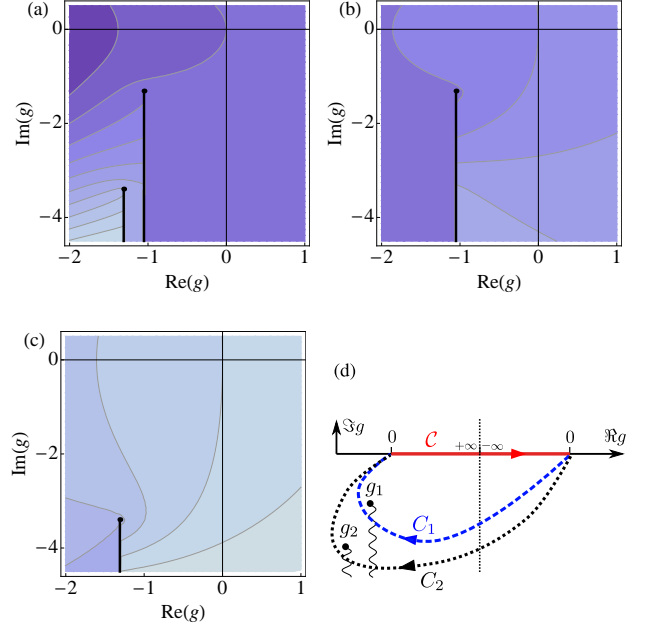 (a)
(b)
0
−2
−4
Im(g)
−2
−1
0
1
Re(g)
0
−2
−4
Im(g)
−2
−1
0
1
Re(g)
(c)
(d)
0
−2
−4
Im(g)
−2
−1
0
1
Re(g)
ℑg
0
𝒞
+∞
−∞
0
ℜg
g₁
g₂
C₁
C₂